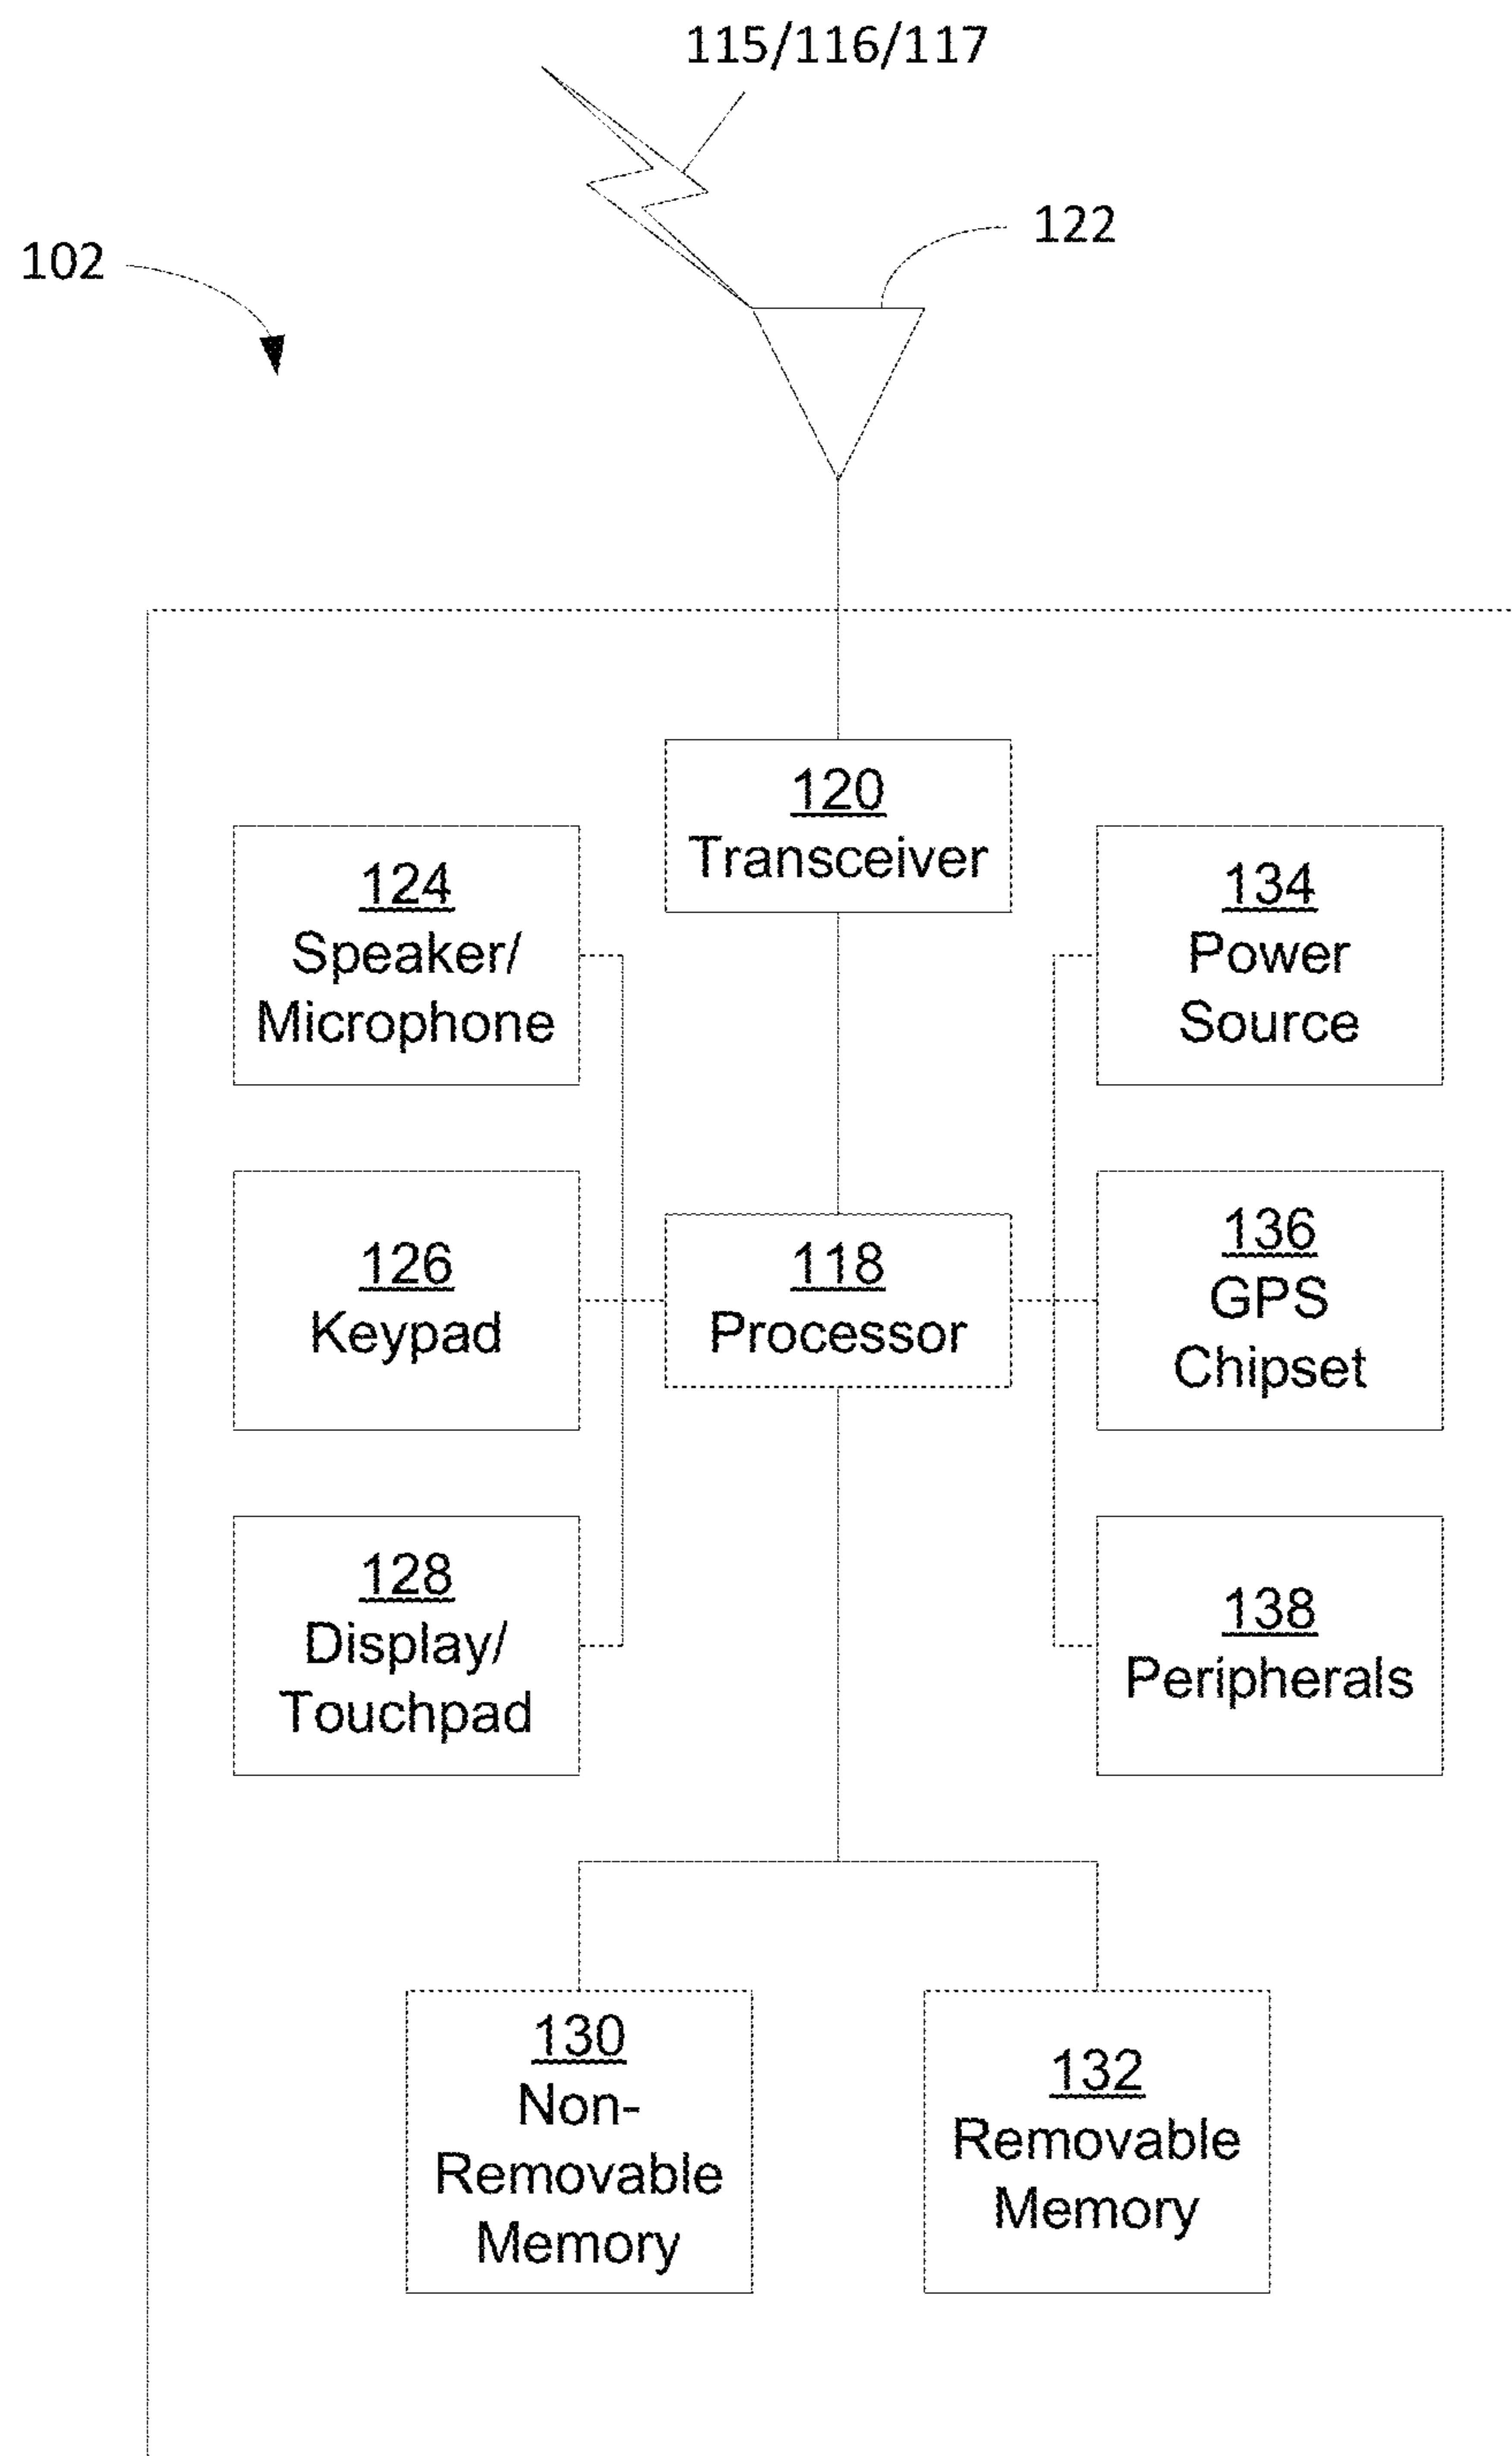 115/116/117
122
102
120
Transceiver
124
Speaker/
Microphone
134
Power
Source
126
Keypad
118
Processor
136
GPS
Chipset
128
Display/
Touchpad
138
Peripherals
130
Non-
Removable
Memory
132
Removable
Memory